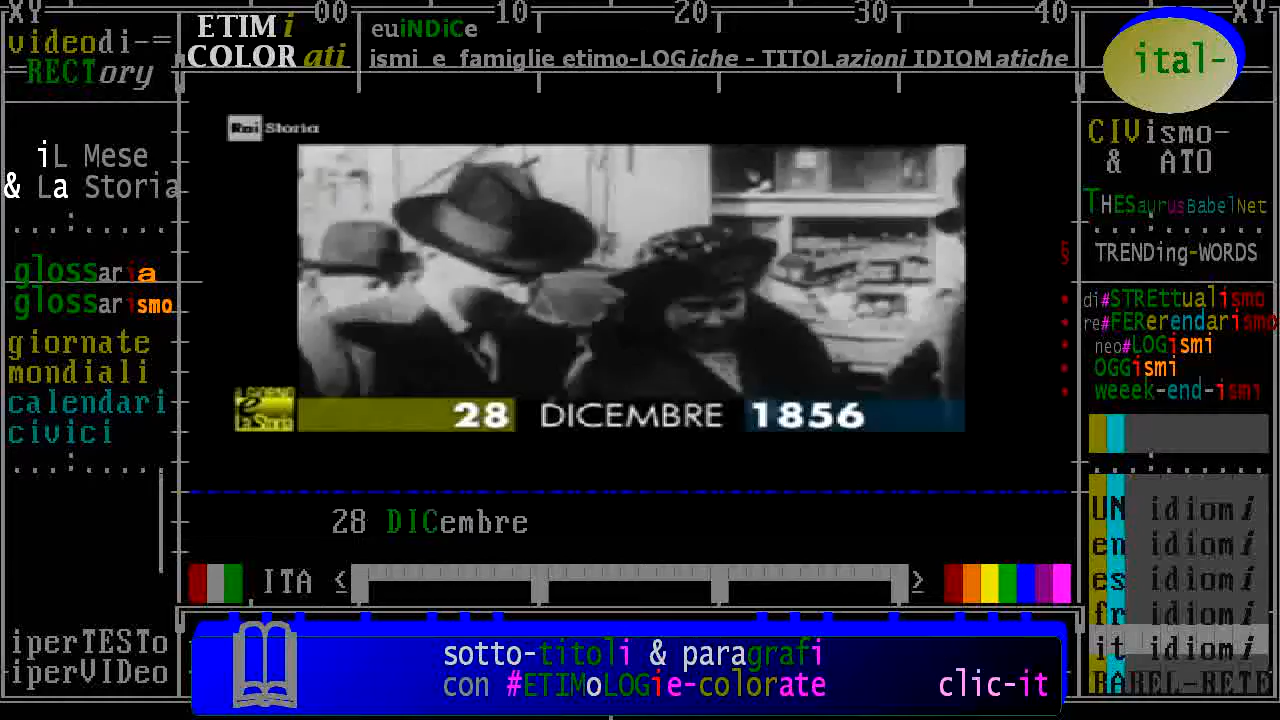 XY 00 10 20 30 40 XY
videodi-=
RECTory
ETIMi
COLORati
euiNDiCe
ismi e famiglie etimo-LOGiche - TITOLazioni IDIOMatiche
ital-
iL Mese
& La Storia
...:.....
glossaria
glossarismo
giornate
mondiali
calendari
civici
...:.....
iperTESTo
iperVIDeo
Rai Storia
28 DICEMBRE 1856
28 DICembre
ITA < >
sotto-titoli & paragrafi
con #ETIMoLOGie-colorate
clic-it
CIVismo-
& ATO
THESaurusBabelNet
...:.....
TRENDing-WORDS
§
di#STREttualismo
re#FERerendarismo
neo#LOGismi
OGGismi
weeek-end-ismi
...:.....
UN idiomi
en idiomi
es idiomi
fr idiomi
it idiomi
BABEL-RETE